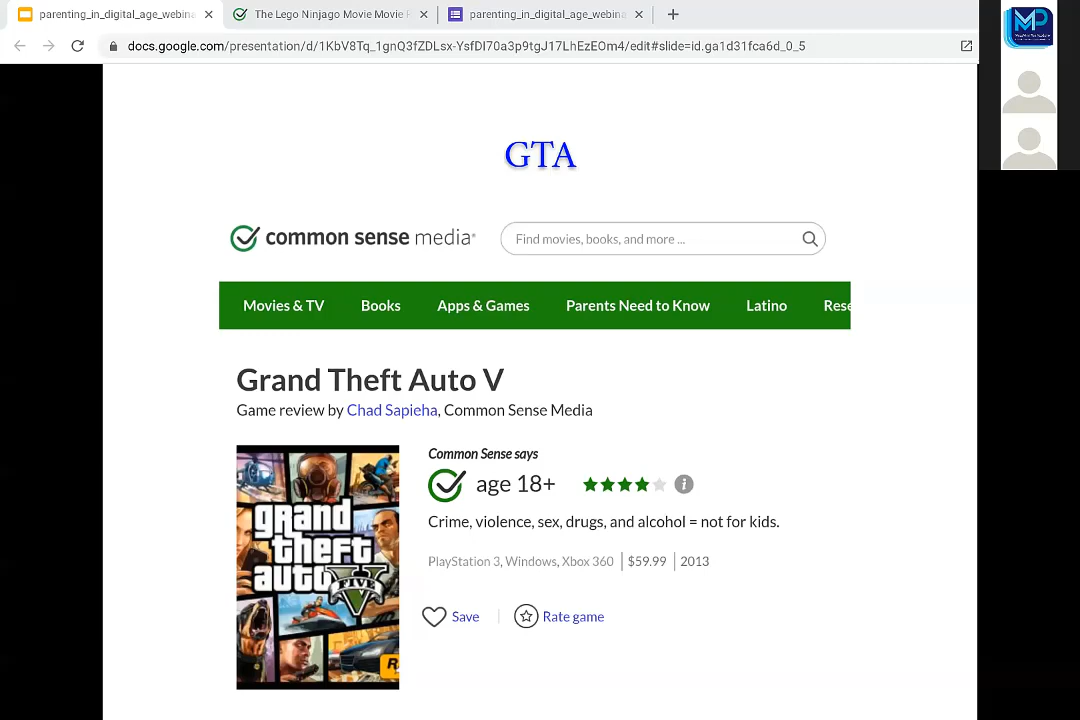 parenting_in_digital_age_webina
The Lego Ninjago Movie Movie
parenting_in_digital_age_webina
docs.google.com/presentation/d/1KbV8Tq_1gnQ3fZDLsx-YsfDI70a3p9tgJ17LhEzEOm4/edit#slide=id.ga1d31fca6d_0_5
MP
GTA
common sense media®
Find movies, books, and more ...
Movies & TV Books Apps & Games Parents Need to Know Latino Rese
Grand Theft Auto V
Game review by Chad Sapieha, Common Sense Media
Common Sense says
age 18+
Crime, violence, sex, drugs, and alcohol = not for kids.
PlayStation 3, Windows, Xbox 360 $59.99 2013
Save Rate game
grand
theft
auto V
FIVE
R